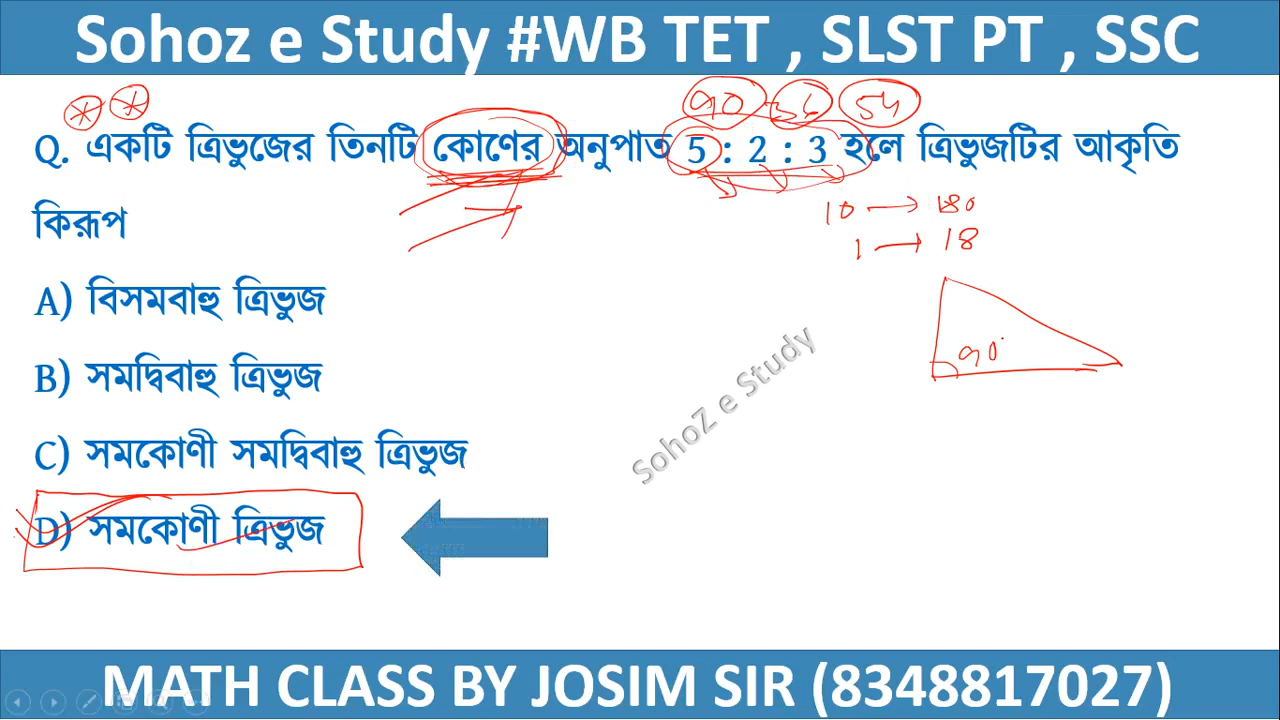 Sohoz e Study #WB TET , SLST PT , SSC
90 36 54
Q. একটি ত্রিভুজের তিনটি কোণের অনুপাত 5 : 2 : 3 হলে ত্রিভুজটির আকৃতি
কিরূপ
10 → 180
1 → 18
A) বিসমবাহু ত্রিভুজ
90
B) সমদ্বিবাহু ত্রিভুজ
SohoZ e Study
C) সমকোণী সমদ্বিবাহু ত্রিভুজ
D) সমকোণী ত্রিভুজ
MATH CLASS BY JOSIM SIR (8348817027)